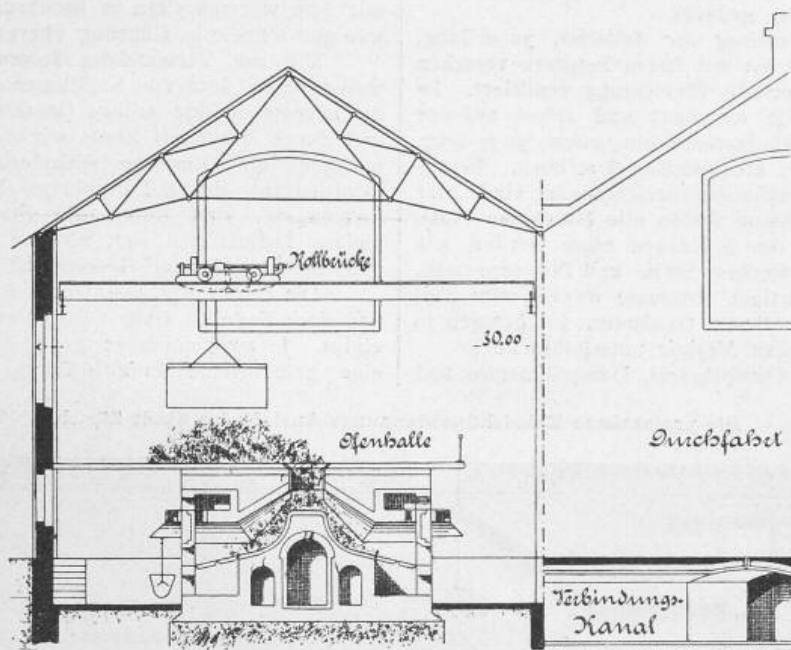 Rollbrücke
30.00
Ofenhalle
Durchfahrt
Verbindungs-
Kanal